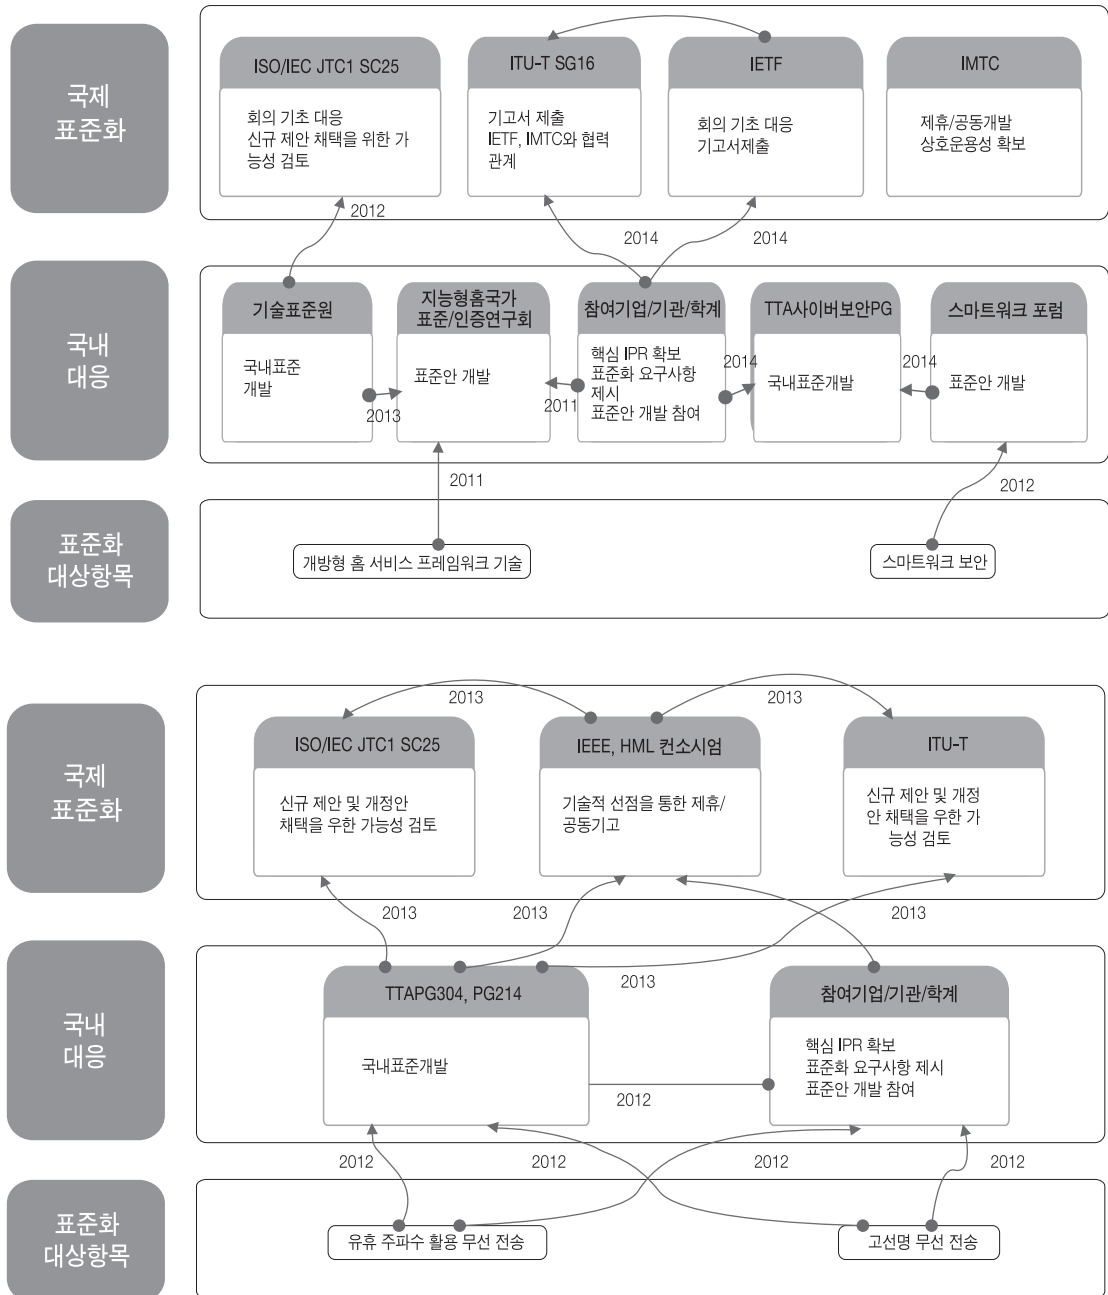 국제
표준화
ISO/IEC JTC1 SC25
회의 기초 대응
신규 제안 채택을 위한 가
능성 검토
ITU-T SG16
기고서 제출
IETF, IMTC와 협력
관계
IETF
회의 기초 대응
기고서제출
IMTC
제휴/공동개발
상호운용성 확보
2012
2014
2014
국내
대응
기술표준원
국내표준
개발
2013
지능형홈국가
표준/인증연구회
표준안 개발
2011
참여기업/기관/학계
핵심 IPR 확보
표준화 요구사항
제시
표준안 개발 참여
2014
TTA사이버보안PG
국내표준개발
2014
스마트워크 포럼
표준안 개발
2011
2012
표준화
대상항목
개방형 홈 서비스 프레임워크 기술
스마트워크 보안
국제
표준화
2013
2013
ISO/IEC JTC1 SC25
신규 제안 및 개정안
채택을 우한 가능성 검토
IEEE, HML 컨소시엄
기술적 선점을 통한 제휴/
공동기고
ITU-T
신규 제안 및 개정
안 채택을 우한 가
능성 검토
2013
2013
2013
2013
국내
대응
TTAPG304, PG214
국내표준개발
2012
참여기업/기관/학계
핵심 IPR 확보
표준화 요구사항 제시
표준안 개발 참여
2012
2012
2012
2012
표준화
대상항목
유휴 주파수 활용 무선 전송
고선명 무선 전송